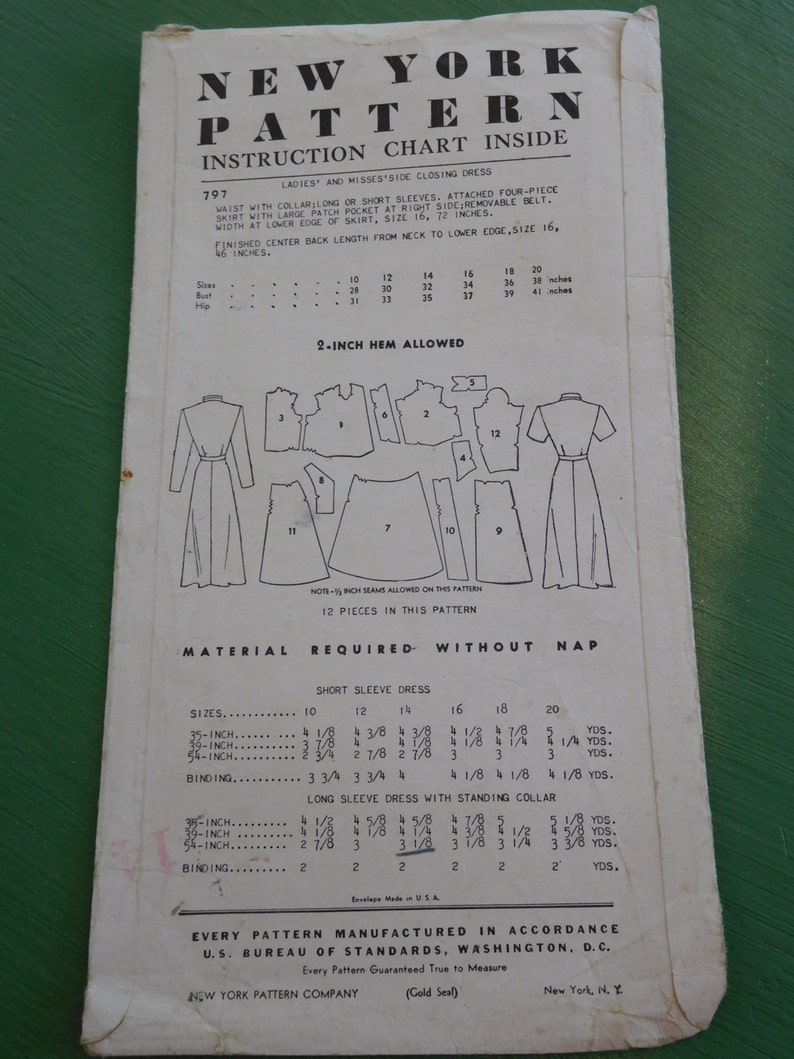 NEW YORK
PATTERN
INSTRUCTION CHART INSIDE
LADIES' AND MISSES'SIDE CLOSING DRESS
797
WAIST WITH COLLAR;LONG OR SHORT SLEEVES. ATTACHED FOUR-PIECE
SKIRT WITH LARGE PATCH POCKET AT RIGHT SIDE;REMOVABLE BELT.
WIDTH AT LOWER EDGE OF SKIRT, SIZE 16, 72 INCHES.
FINISHED CENTER BACK LENGTH FROM NECK TO LOWER EDGE,SIZE 16,
46 INCHES.
Sizes . . . . . . 10 12 14 16 18 20
Bust . . . . . . 28 30 32 34 36 38 Inches
Hip . . . . . . 31 33 35 37 39 41 Inches
2-INCH HEM ALLOWED
3 1 6 2 5 12
4
8
11 7 10 9
NOTE-½ INCH SEAMS ALLOWED ON THIS PATTERN
12 PIECES IN THIS PATTERN
MATERIAL REQUIRED WITHOUT NAP
SHORT SLEEVE DRESS
SIZES............ 10 12 14 16 18 20
35-INCH......... 4 1/8 4 3/8 4 3/8 4 1/2 4 7/8 5 YDS.
39-INCH......... 3 7/8 4 4 1/8 4 1/8 4 1/4 4 1/4 YDS.
54-INCH......... 2 3/4 2 7/8 2 7/8 3 3 3 YDS.
BINDING.......... 3 3/4 3 3/4 4 4 1/8 4 1/8 4 1/8 YDS.
LONG SLEEVE DRESS WITH STANDING COLLAR
35-INCH......... 4 1/2 4 5/8 4 5/8 4 7/8 5 5 1/8 YDS.
39-INCH ......... 4 1/8 4 1/8 4 1/4 4 3/8 4 1/2 4 5/8 YDS.
54-INCH......... 2 7/8 3 3 1/8 3 1/8 3 1/4 3 3/8 YDS.
BINDING.......... 2 2 2 2 2 2 YDS.
14
Envelope Made in U.S.A.
EVERY PATTERN MANUFACTURED IN ACCORDANCE
U.S. BUREAU OF STANDARDS, WASHINGTON, D.C.
Every Pattern Guaranteed True to Measure
NEW YORK PATTERN COMPANY (Gold Seal) New York, N. Y.